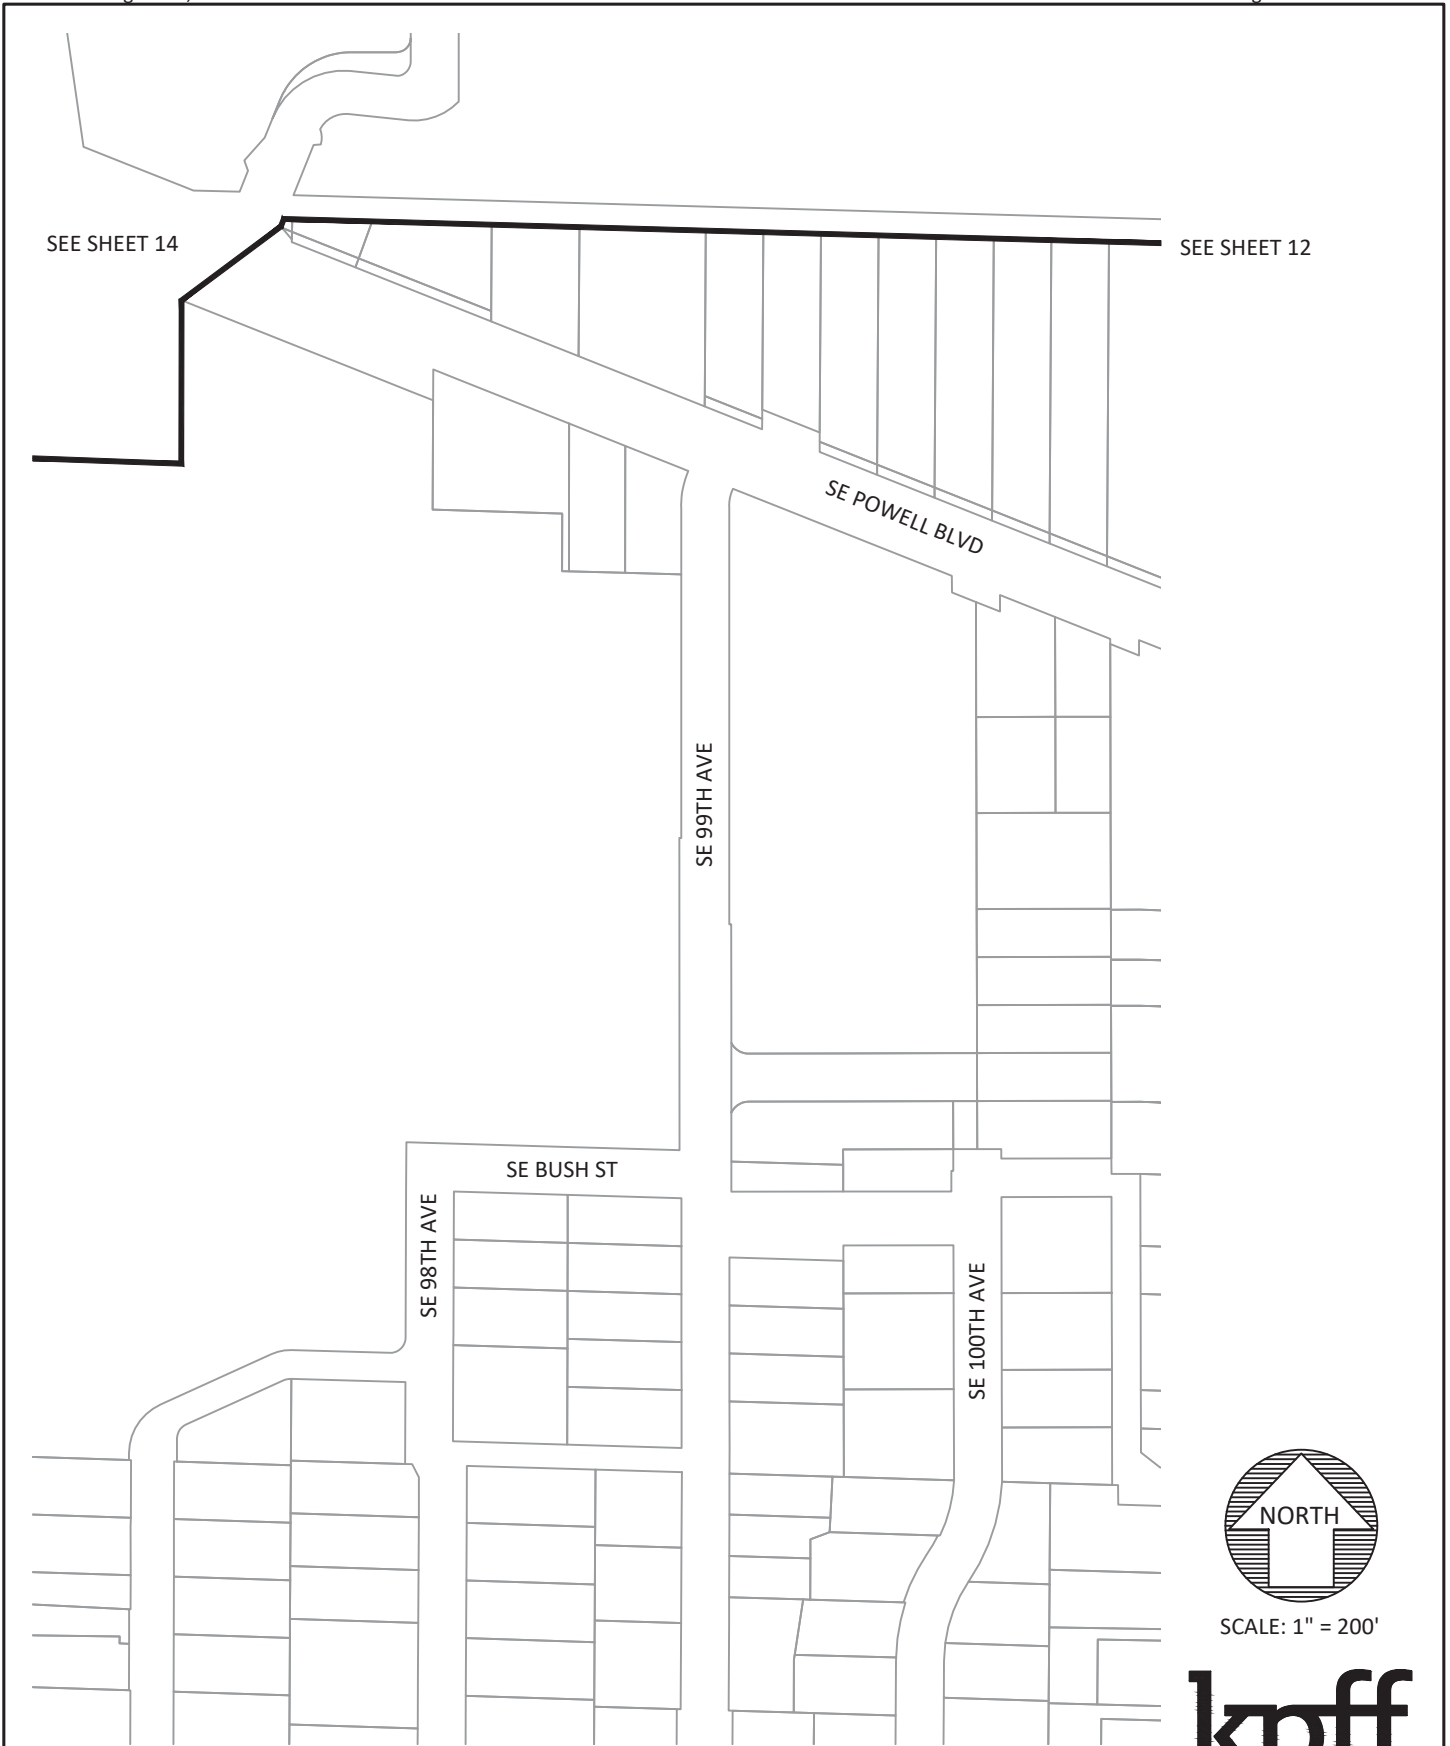 SEE SHEET 14
SEE SHEET 12
SE POWELL BLVD
SE 99TH AVE
SE BUSH ST
SE 98TH AVE
SE 100TH AVE
NORTH
SCALE: 1" = 200'
kpff